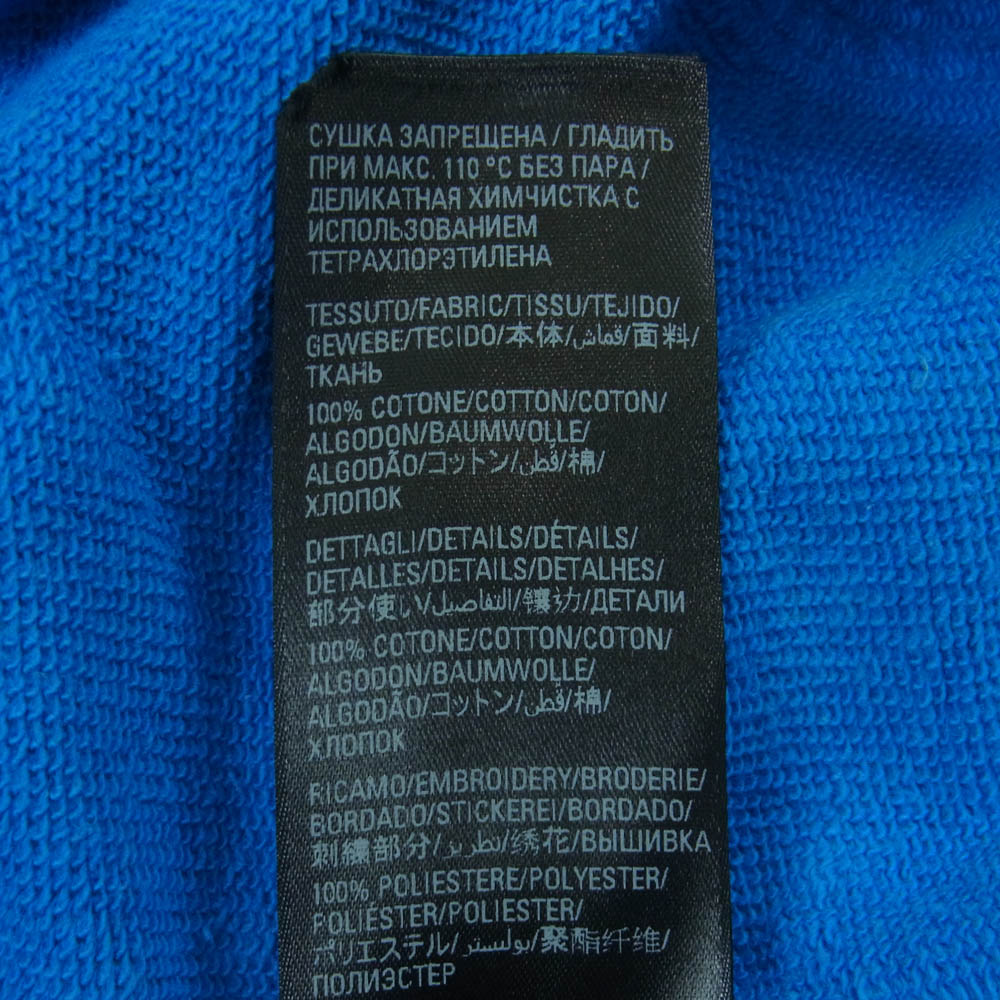 СУШКА ЗАПРЕЩЕНА / ГЛАДИТЬ
ПРИ МАКС. 110 °C БЕЗ ПАРА /
ДЕЛИКАТНАЯ ХИМЧИСТКА С
ИСПОЛЬЗОВАНИЕМ
ТЕТРАХЛОРЭТИЛЕНА
TESSUTO/FABRIC/TISSU/TEJIDO/
GEWEBE/TECIDO/本体/قماش/面料/
ТКАНЬ
100% COTONE/COTTON/COTON/
ALGODON/BAUMWOLLE/
ALGODÃO/コットン/قطن/棉/
ХЛОПОК
DETTAGLI/DETAILS/DÉTAILS/
DETALLES/DETAILS/DETALHES/
部分使い/التفاصيل/镶边/ДЕТАЛИ
100% COTONE/COTTON/COTON/
ALGODON/BAUMWOLLE/
ALGODÃO/コットン/قطن/棉/
ХЛОПОК
RICAMO/EMBROIDERY/BRODERIE/
BORDADO/STICKEREI/BORDADO/
刺繍部分/تطريز/绣花/ВЫШИВКА
100% POLIESTERE/POLYESTER/
POLIÉSTER/POLIESTER/
ポリエステル/بوليستر/聚酯纤维/
ПОЛИЭСТЕР